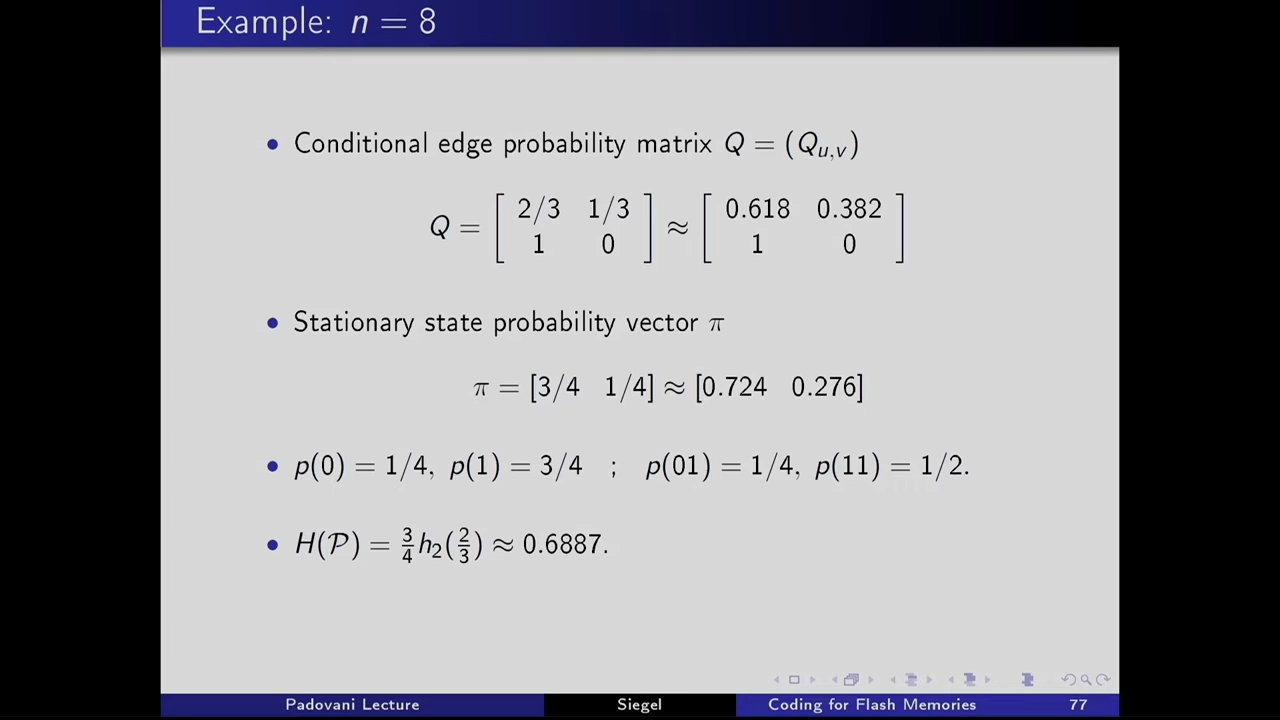 Example: n = 8
• Conditional edge probability matrix Q = (Q_{u,v})
Q = [ 2/3 1/3 ; 1 0 ] ≈ [ 0.618 0.382 ; 1 0 ]
• Stationary state probability vector π
π = [3/4 1/4] ≈ [0.724 0.276]
• p(0) = 1/4, p(1) = 3/4 ; p(01) = 1/4, p(11) = 1/2.
• H(𝒫) = 3/4 h₂(2/3) ≈ 0.6887.
Padovani Lecture Siegel Coding for Flash Memories 77